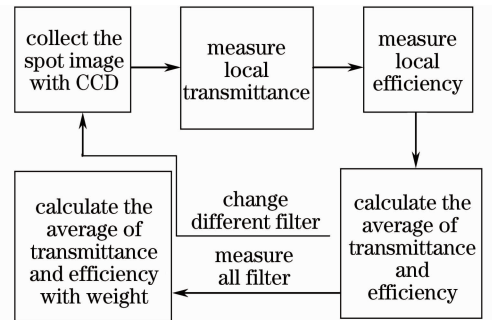 collect the
spot image
with CCD
measure
local
transmittance
measure
local
efficiency
calculate the
average of
transmittance
and
efficiency
change
different filter
measure
all filter
calculate the
average of
transmittance
and efficiency
with weight